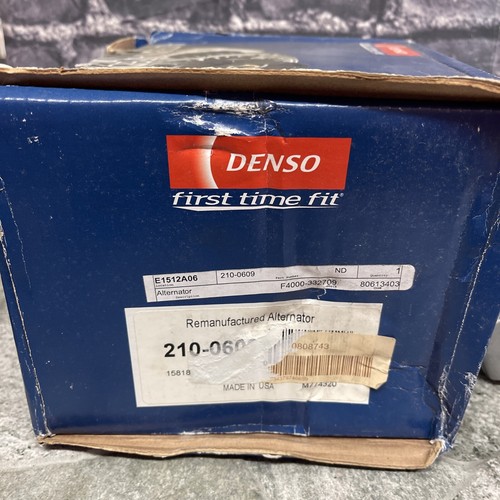 DENSO
DENSO
first time fit®
E1512A06 210-0609 ND 1
Alternator F4000-332709 80613403
Remanufactured Alternator
210-060
0808743
15818
MADE IN USA M774320